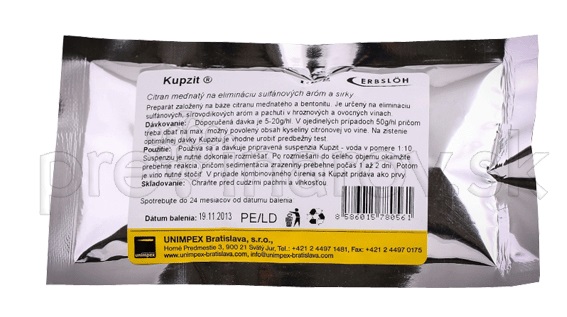 Kupzit ®
ERBSLÖH
Citran mednatý na elimináciu sulfánových aróm a sirky
Preparát založený na báze citranu mednatého a bentonitu. Je určený na elimináciu
sulfánových, sírovodíkových aróm a pachutí v hroznových a ovocných vínach.
Dávkovanie: Doporučená dávka je 5-20g/hl. V ojedinelých prípadoch 50g/hl pričom
treba dbať na max. možný povolený obsah kyseliny citrónovej vo víne. Na zistenie
optimálnej dávky Kupzitu je vhodné urobiť predbežný test.
Použitie: Používa sa a dávkuje pripravená suspenzia Kupzit - voda v pomere 1:10.
Suspenziu je nutné dokonale rozmiešať. Po rozmiešaní do celého objemu okamžite
prebehne reakcia, pričom sedimentácia zrazeniny prebehne počas 1 až 2 dní. Potom
je víno nutné stočiť. V prípade kombinovaného čírenia sa Kupzit pridáva ako prvý.
Skladovanie: Chráňte pred cudzími pachmi a vlhkosťou.
Spotrebujte do 24 mesiacov od dátumu balenia
Dátum balenia: 19.11.2013 PE/LD
8 586015 780561
UNIMPEX Bratislava, s.r.o.,
Horné Predmestie 3, 900 21 Svätý Jur, Tel.: +421 2 4497 1481, Fax: +421 2 4497 0175
www.unimpex-bratislava.com, info@unimpex-bratislava.com
unimpex